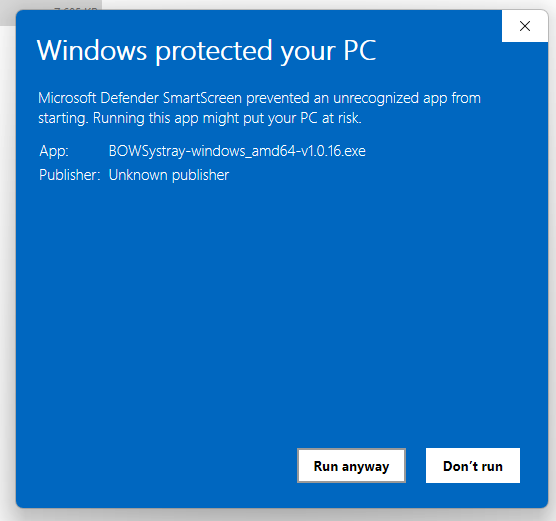 Windows protected your PC
Microsoft Defender SmartScreen prevented an unrecognized app from
starting. Running this app might put your PC at risk.
App: BOWSystray-windows_amd64-v1.0.16.exe
Publisher: Unknown publisher
Run anyway Don't run